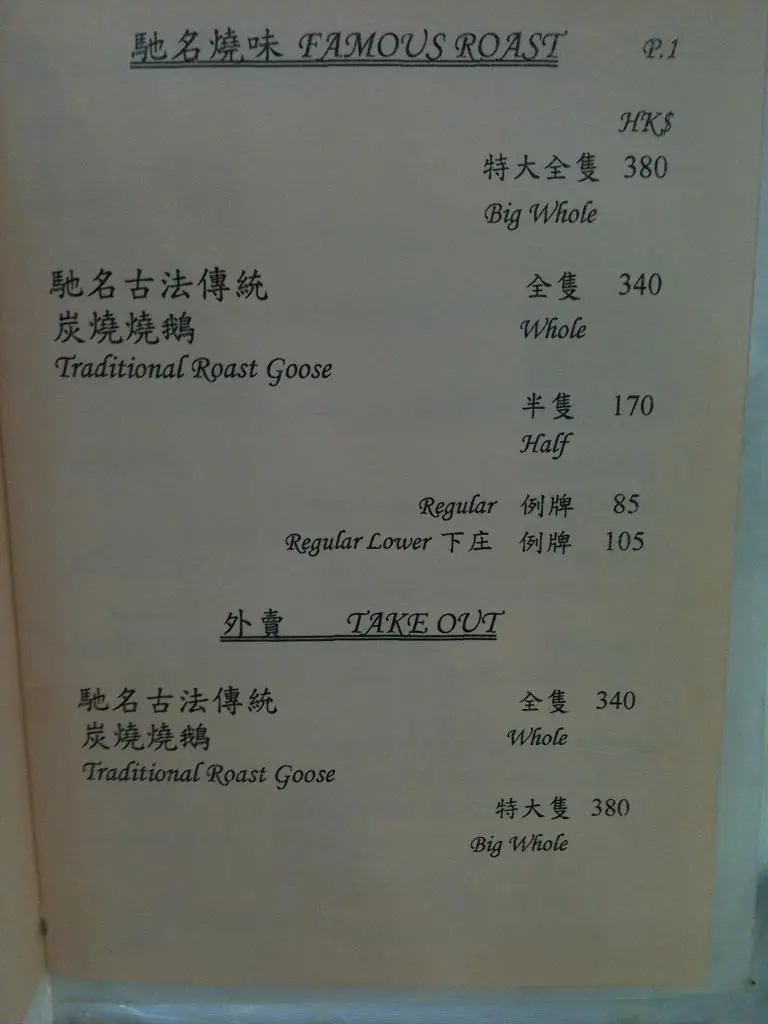 馳名燒味 FAMOUS ROAST P.1
HK$
特大全隻 380
Big Whole
馳名古法傳統 全隻 340
炭燒燒鵝 Whole
Traditional Roast Goose
半隻 170
Half
Regular 例牌 85
Regular Lower 下庄 例牌 105
外賣 TAKE OUT
馳名古法傳統 全隻 340
炭燒燒鵝 Whole
Traditional Roast Goose
特大隻 380
Big Whole